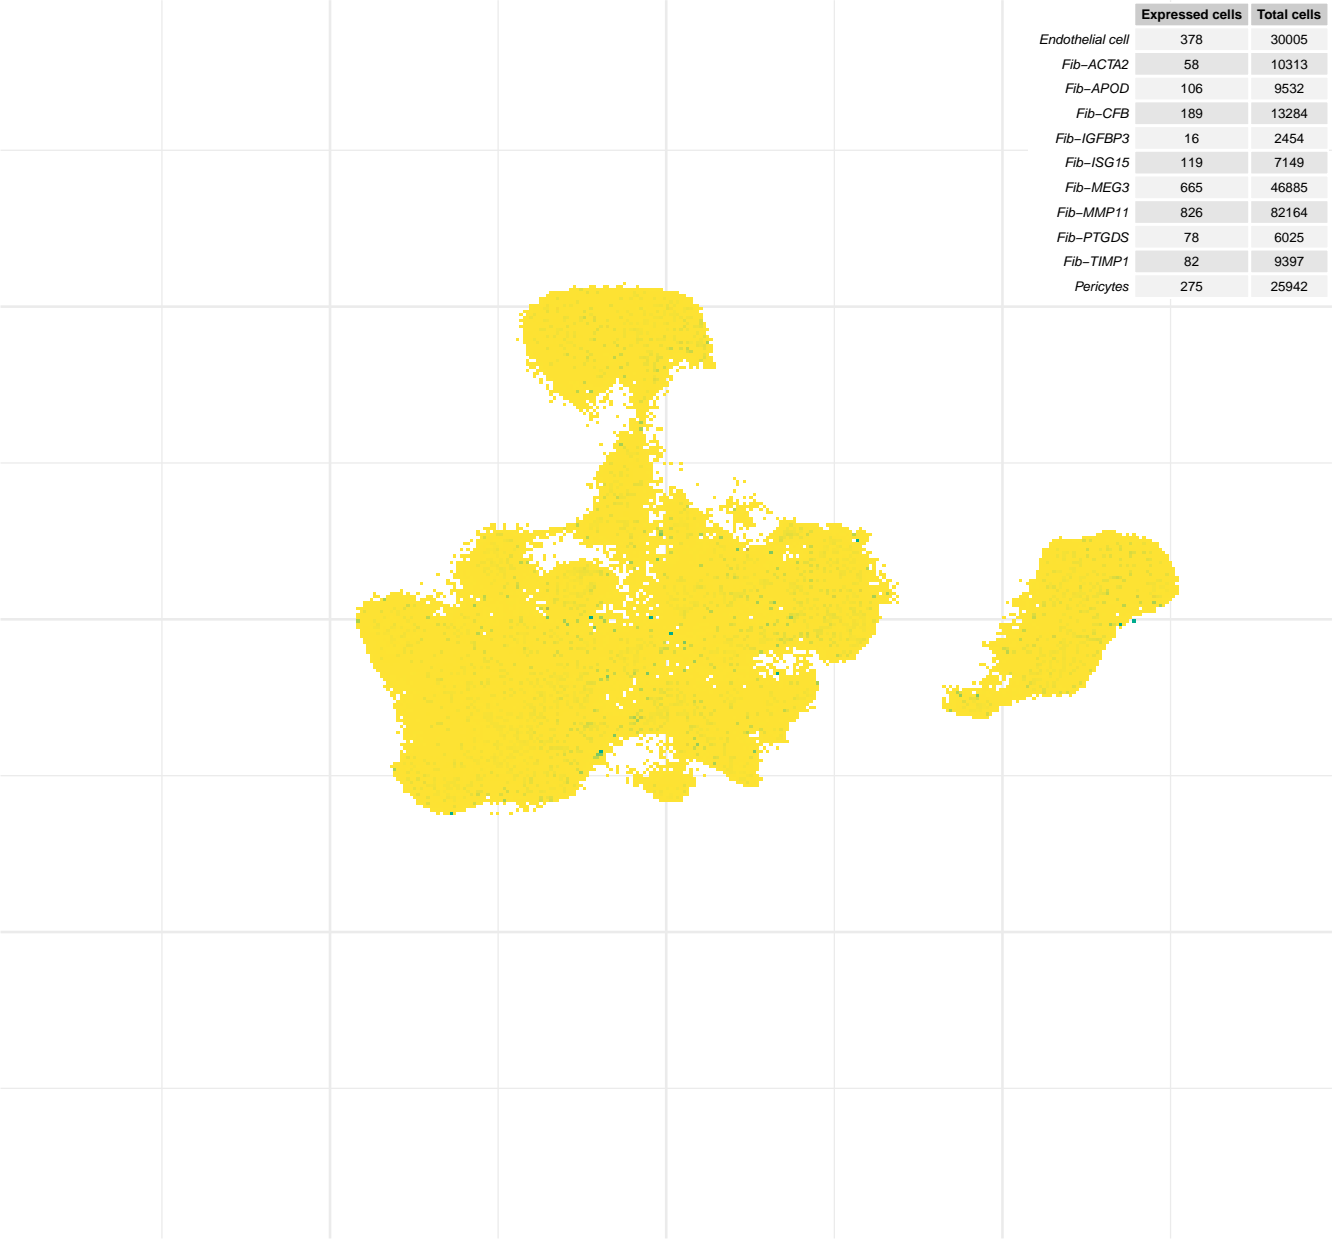 Expressed cells Total cells
Endothelial cell 378 30005
Fib−ACTA2 58 10313
Fib−APOD 106 9532
Fib−CFB 189 13284
Fib−IGFBP3 16 2454
Fib−ISG15 119 7149
Fib−MEG3 665 46885
Fib−MMP11 826 82164
Fib−PTGDS 78 6025
Fib−TIMP1 82 9397
Pericytes 275 25942